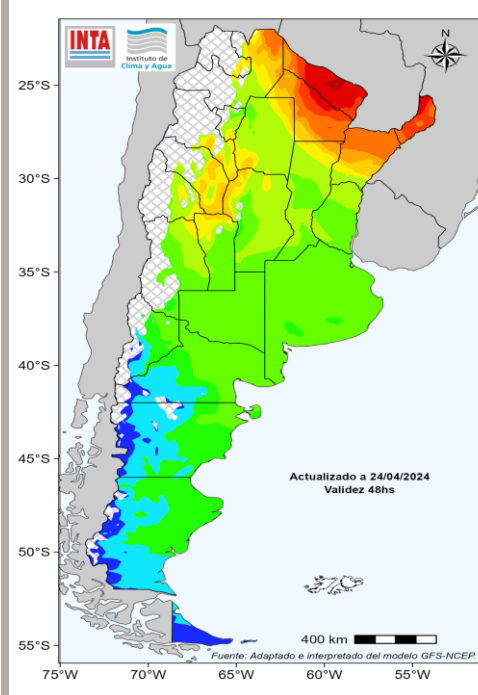 INTA
Instituto de
Clima y Agua
N
25°S
30°S
35°S
40°S
45°S
50°S
55°S
Actualizado a 24/04/2024
Validez 48hs
400 km
Fuente: Adaptado e interpretado del modelo GFS-NCEP.
75°W
70°W
65°W
60°W
55°W